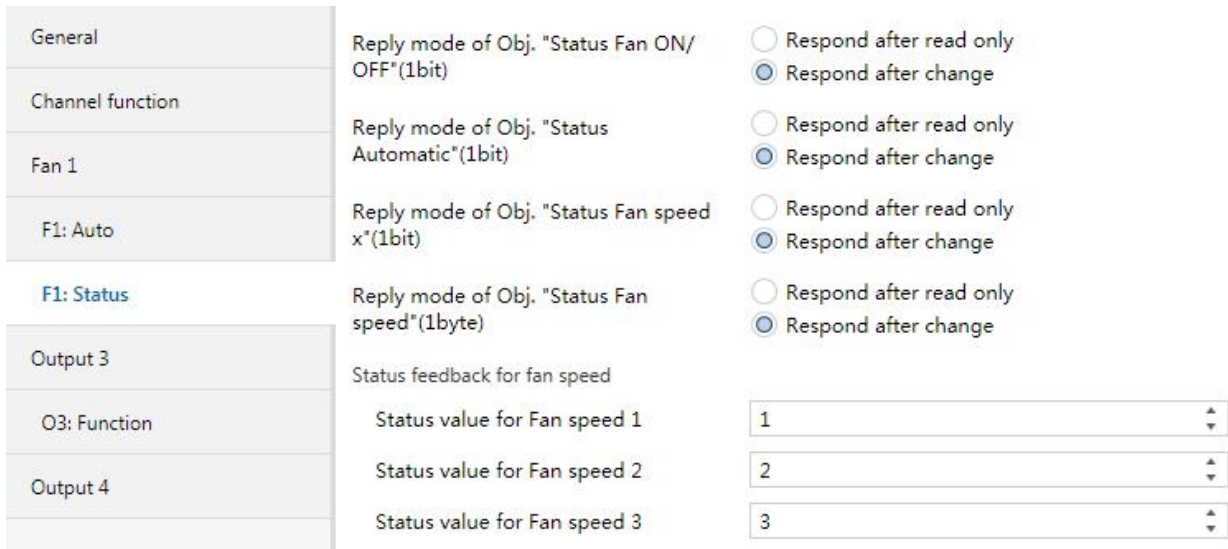 General
Channel function
Fan 1
F1: Auto
F1: Status
Output 3
O3: Function
Output 4
Reply mode of Obj. "Status Fan ON/
OFF"(1bit)
Respond after read only
Respond after change
Reply mode of Obj. "Status
Automatic"(1bit)
Respond after read only
Respond after change
Reply mode of Obj. "Status Fan speed
x"(1bit)
Respond after read only
Respond after change
Reply mode of Obj. "Status Fan
speed"(1byte)
Respond after read only
Respond after change
Status feedback for fan speed
Status value for Fan speed 1
1
Status value for Fan speed 2
2
Status value for Fan speed 3
3